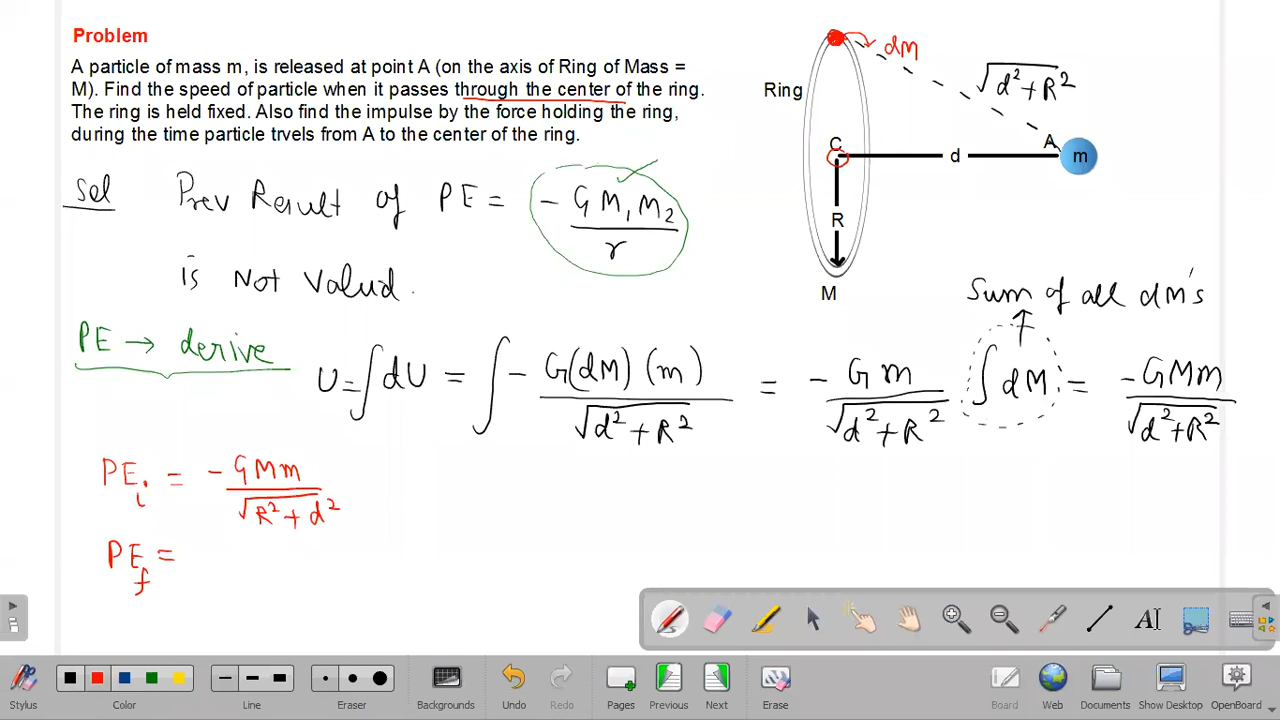 Problem
A particle of mass m, is released at point A (on the axis of Ring of Mass =
M). Find the speed of particle when it passes through the center of the ring.
The ring is held fixed. Also find the impulse by the force holding the ring,
during the time particle trvels from A to the center of the ring.
dM
√d²+R²
Ring
C
A
d
m
R
M
Sol Prev Result of PE = - G M₁ M₂ / r
is Not Valud.
Sum of all dM's
PE → derive
U = ∫ dU = ∫ - G(dM) (m) / √d²+R² = - G m / √d²+R² ∫ dM = - GMm / √d²+R²
PEi = - GMm / √R²+d²
PEf =
Stylus
Color
Line
Eraser
Backgrounds
Undo
Redo
Pages
Previous
Next
Erase
Board
Web
Documents
Show Desktop
OpenBoard